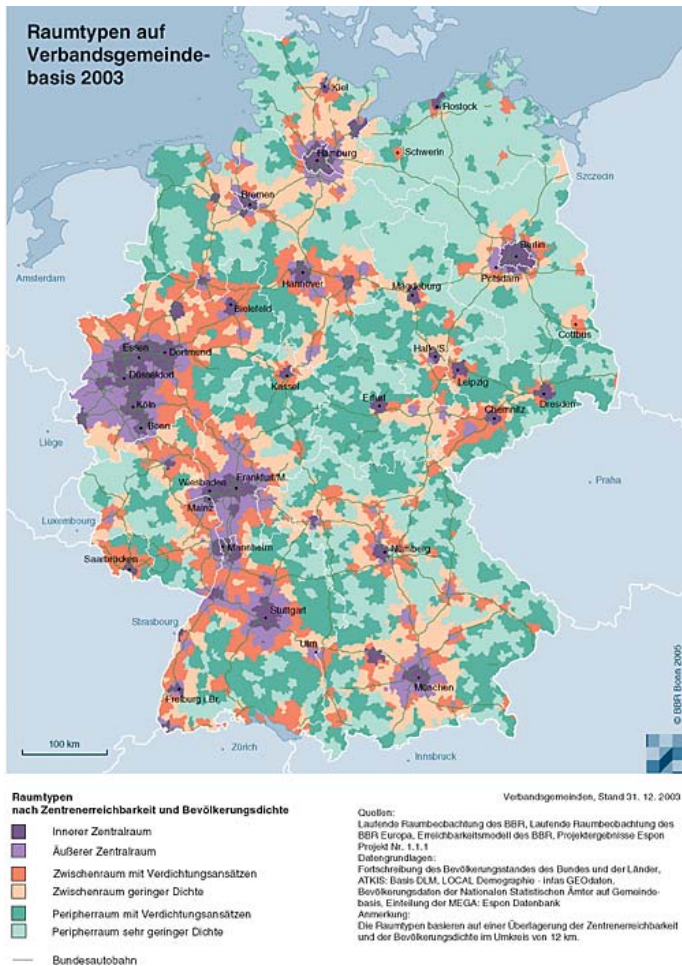 Raumtypen auf
Verbandsgemeinde-
basis 2003
Kiel
Rostock
Hamburg
Schwerin
Szczecin
Bremen
Berlin
Amsterdam
Hannover
Potsdam
Magdeburg
Bielefeld
Cottbus
Essen
Dortmund
Halle/S.
Düsseldorf
Kassel
Leipzig
Erfurt
Dresden
Köln
Chemnitz
Bonn
Liège
Wiesbaden
Frankfurt/M.
Praha
Mainz
Luxembourg
Mannheim
Nürnberg
Saarbrücken
Stuttgart
Strasbourg
Ulm
München
Freiburg i.Br.
© BBR Bonn 2005
100 km
Zürich
Innsbruck
Raumtypen
nach Zentrenerreichbarkeit und Bevölkerungsdichte
Innerer Zentralraum
Äußerer Zentralraum
Zwischenraum mit Verdichtungsansätzen
Zwischenraum geringer Dichte
Peripherraum mit Verdichtungsansätzen
Peripherraum sehr geringer Dichte
Bundesautobahn
Verbandsgemeinden, Stand 31. 12. 2003
Quellen:
Laufende Raumbeobachtung des BBR, Laufende Raumbeobachtung des
BBR Europa, Erreichbarkeitsmodell des BBR, Projektergebnisse Espon
Projekt Nr. 1.1.1
Datengrundlagen:
Fortschreibung des Bevölkerungsstandes des Bundes und der Länder,
ATKIS: Basis-DLM, LOCAL Demographie - infas GEOdaten,
Bevölkerungsdaten der Nationalen Statistischen Ämter auf Gemeinde-
basis, Einteilung der MEGA: Espon Datenbank
Anmerkung:
Die Raumtypen basieren auf einer Überlagerung der Zentrenerreichbarkeit
und der Bevölkerungsdichte im Umkreis von 12 km.